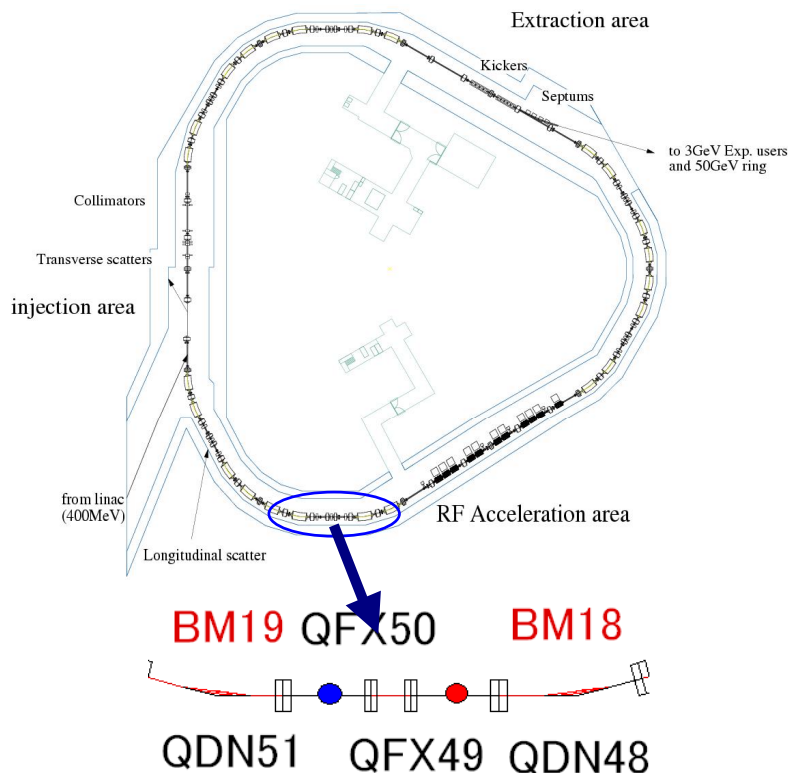 Extraction area
Kickers
Septums
to 3GeV Exp. users
and 50GeV ring
Collimators
Transverse scatters
injection area
from linac
(400MeV)
RF Acceleration area
Longitudinal scatter
BM19 QFX50 BM18
QDN51 QFX49 QDN48